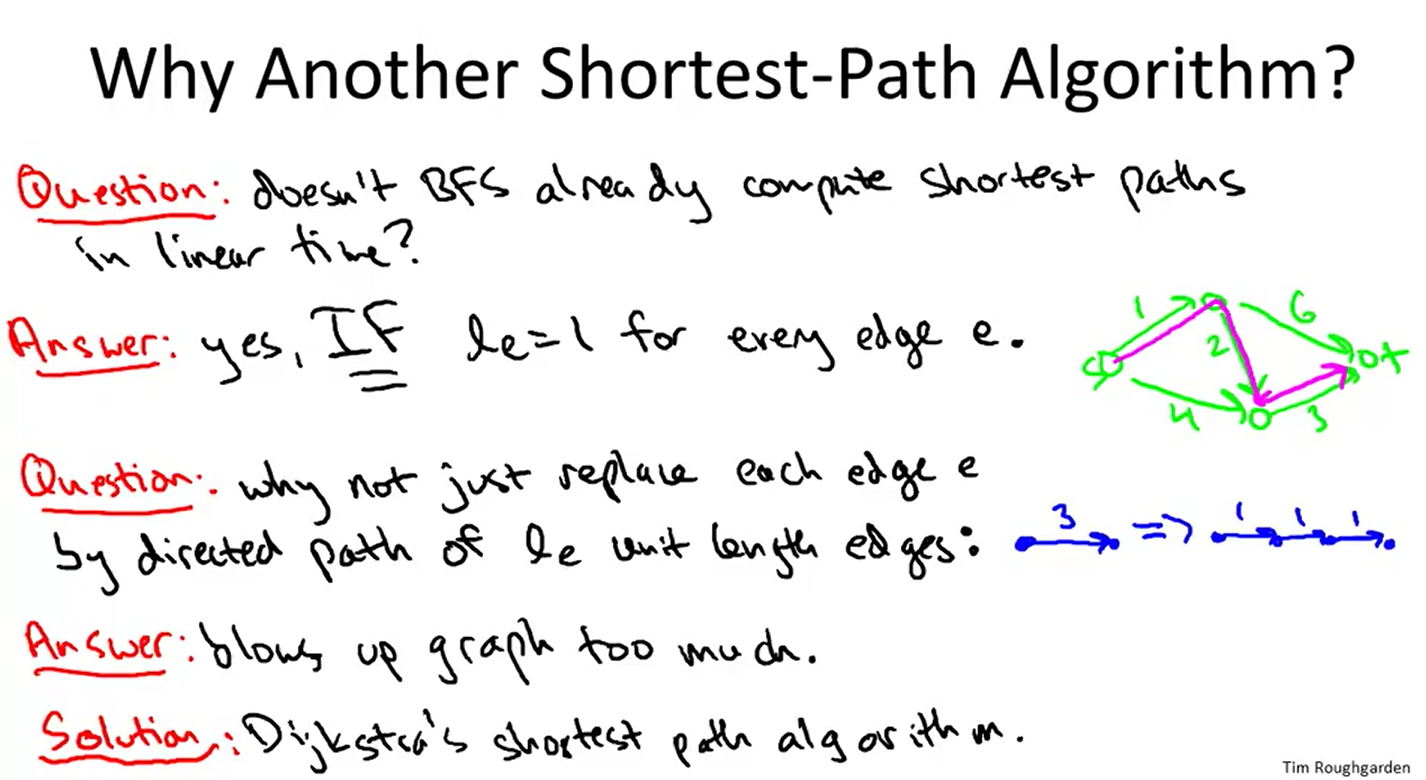 Why Another Shortest-Path Algorithm?
Question: doesn't BFS already compute shortest paths
in linear time?
Answer: yes, IF le=1 for every edge e.
1 6
2
s t
4 3
Question: why not just replace each edge e
by directed path of le unit length edges:
3 => 1 1 1
Answer: blows up graph too much.
Solution: Dijkstra's shortest path algorithm.
Tim Roughgarden